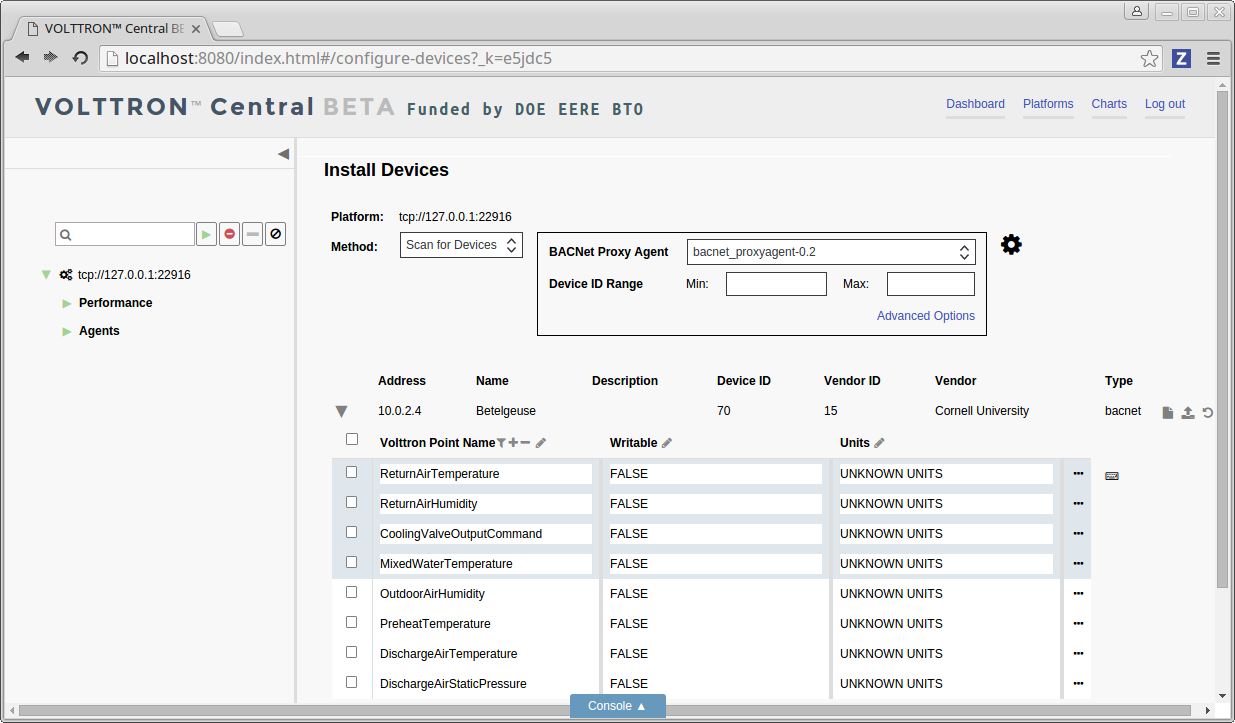 VOLTTRON™ Central BE
localhost:8080/index.html#/configure-devices?_k=e5jdc5
Z
VOLTTRON™ Central BETA Funded by DOE EERE BTO
Dashboard Platforms Charts Log out
Install Devices
Platform: tcp://127.0.0.1:22916
Method: Scan for Devices
BACNet Proxy Agent bacnet_proxyagent-0.2
Device ID Range Min: Max:
Advanced Options
tcp://127.0.0.1:22916
Performance
Agents
Address Name Description Device ID Vendor ID Vendor Type
10.0.2.4 Betelgeuse 70 15 Cornell University bacnet
Volttron Point Name Writable Units
ReturnAirTemperature FALSE UNKNOWN UNITS
ReturnAirHumidity FALSE UNKNOWN UNITS
CoolingValveOutputCommand FALSE UNKNOWN UNITS
MixedWaterTemperature FALSE UNKNOWN UNITS
OutdoorAirHumidity FALSE UNKNOWN UNITS
PreheatTemperature FALSE UNKNOWN UNITS
DischargeAirTemperature FALSE UNKNOWN UNITS
DischargeAirStaticPressure FALSE UNKNOWN UNITS
Console ▲